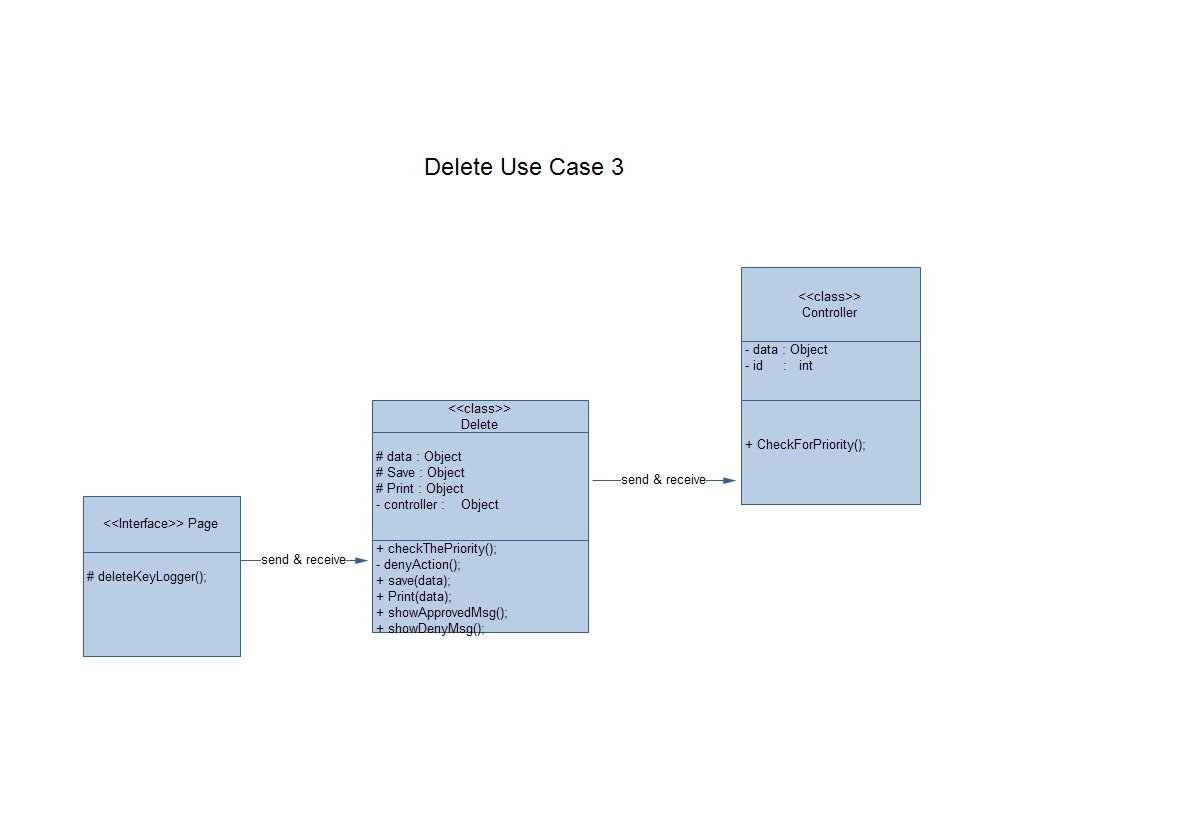 Delete Use Case 3
<<Interface>> Page
# deleteKeyLogger();
send & receive
<<class>>
Delete
# data : Object
# Save : Object
# Print : Object
- controller : Object
+ checkThePriority();
- denyAction();
+ save(data);
+ Print(data);
+ showApprovedMsg();
+ showDenyMsg();
send & receive
<<class>>
Controller
- data : Object
- id : int
+ CheckForPriority();